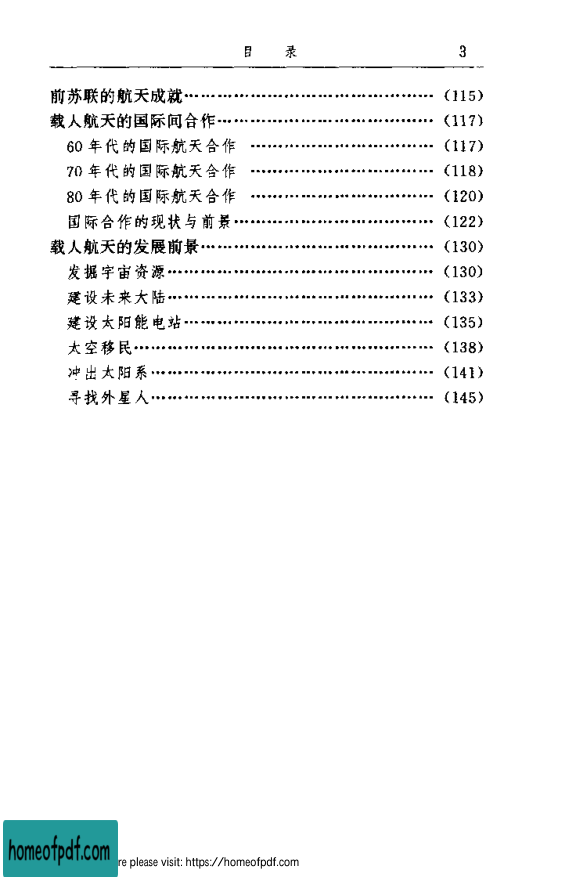 目 录 3
前苏联的航天成就……………………………………(115)
载人航天的国际间合作………………………………(117)
60 年代的国际航天合作 …………………………(117)
70 年代的国际航天合作 …………………………(118)
80 年代的国际航天合作 …………………………(120)
国际合作的现状与前景……………………………(122)
载人航天的发展前景…………………………………(130)
发掘宇宙资源………………………………………(130)
建设未来大陆………………………………………(133)
建设太阳能电站……………………………………(135)
太空移民……………………………………………(138)
冲出太阳系…………………………………………(141)
寻找外星人…………………………………………(145)
homeofpdf.com
re please visit: https://homeofpdf.com